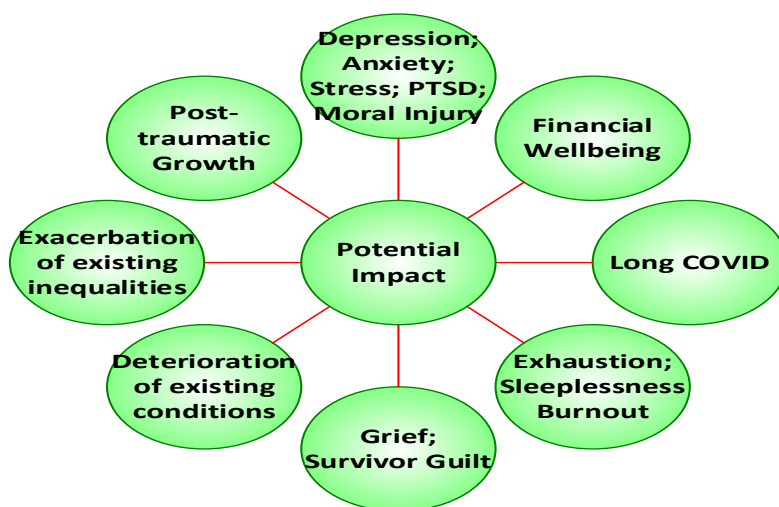 Depression;
Anxiety;
Stress; PTSD;
Moral Injury
Financial
Wellbeing
Long COVID
Exhaustion;
Sleeplessness
Burnout
Grief;
Survivor Guilt
Deterioration
of existing
conditions
Exacerbation
of existing
inequalities
Post-
traumatic
Growth
Potential
Impact